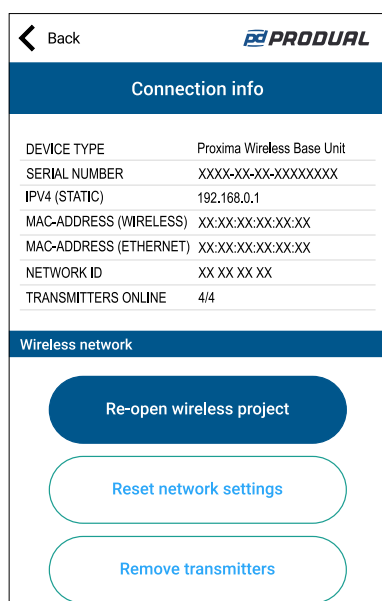 Back
PRODUAL
Connection info
DEVICE TYPE Proxima Wireless Base Unit
SERIAL NUMBER XXXX-XX-XX-XXXXXXXX
IPV4 (STATIC) 192.168.0.1
MAC-ADDRESS (WIRELESS) XX:XX:XX:XX:XX:XX
MAC-ADDRESS (ETHERNET) XX:XX:XX:XX:XX:XX
NETWORK ID XX XX XX XX
TRANSMITTERS ONLINE 4/4
Wireless network
Re-open wireless project
Reset network settings
Remove transmitters